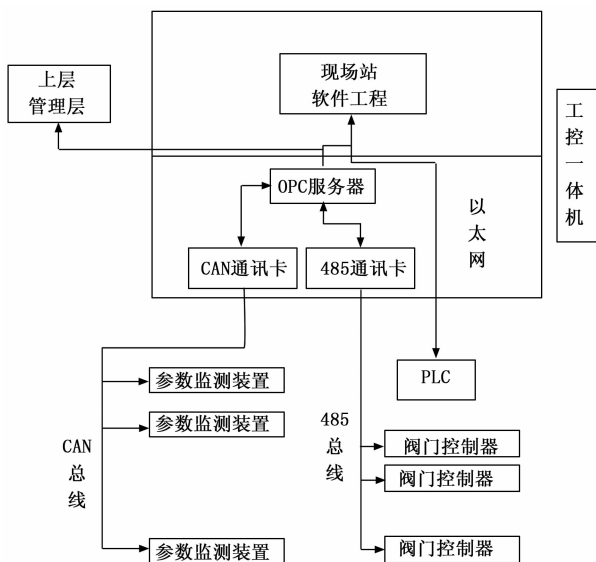 上层
管理层
现场站
软件工程
工控一体机
OPC服务器
以太网
CAN通讯卡
485通讯卡
PLC
参数监测装置
参数监测装置
CAN
总
线
485
总
线
阀门控制器
阀门控制器
参数监测装置
阀门控制器